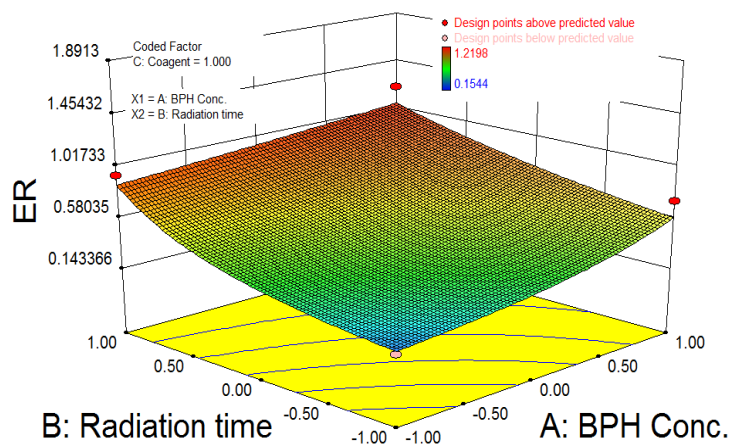 Design points above predicted value
Design points below predicted value
1.2198
0.1544
Coded Factor
C: Coagent = 1.000
X1 = A: BPH Conc.
X2 = B: Radiation time
1.8913
1.45432
1.01733
0.58035
0.143366
ER
1.00
0.50
0.00
-0.50
-1.00
-1.00
-0.50
0.00
0.50
1.00
B: Radiation time
A: BPH Conc.